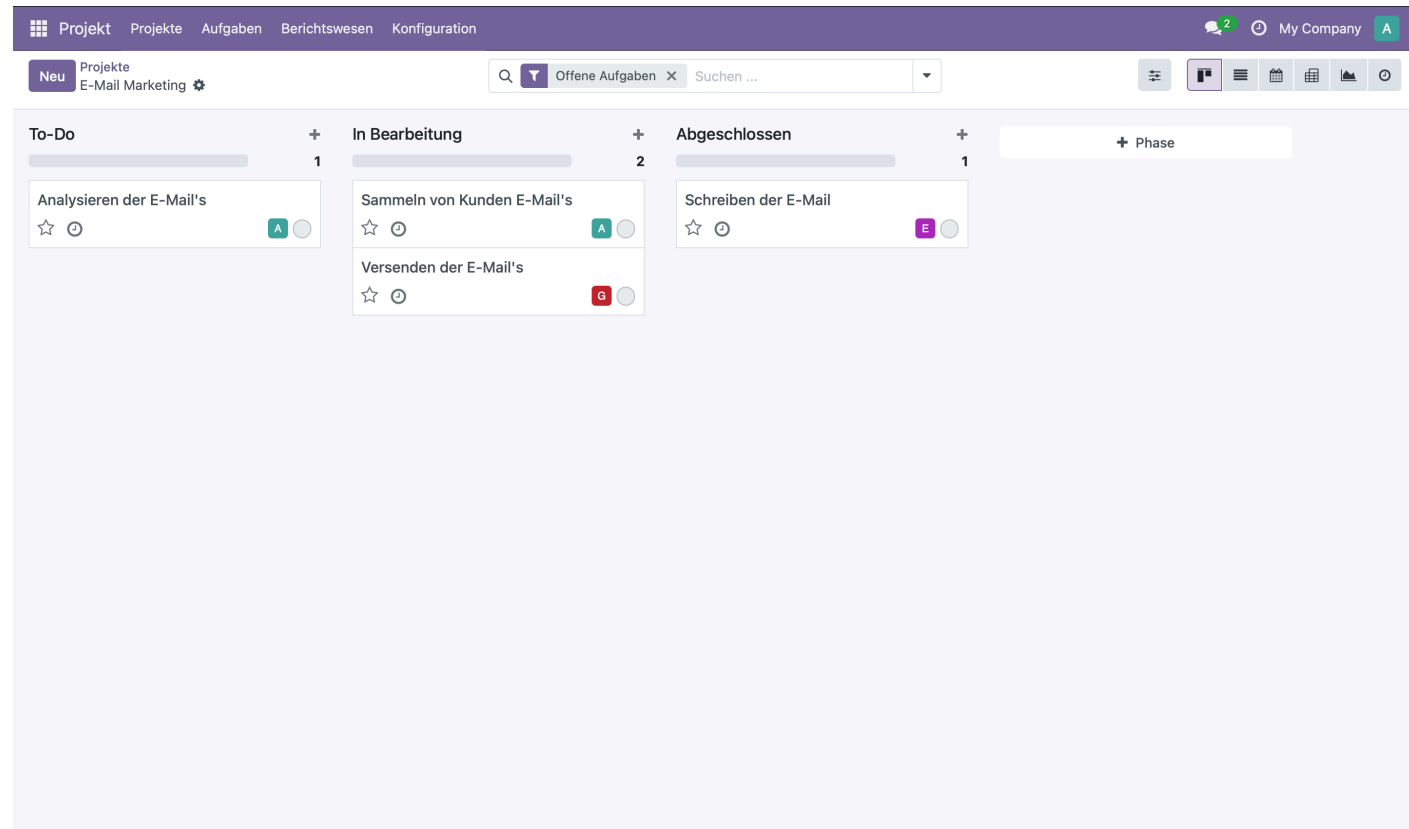 Projekt Projekte Aufgaben Berichtswesen Konfiguration 2 My Company A
Neu Projekte
E-Mail Marketing
Offene Aufgaben Suchen ...
To-Do
1
Analysieren der E-Mail's
A
In Bearbeitung
2
Sammeln von Kunden E-Mail's
A
Versenden der E-Mail's
G
Abgeschlossen
1
Schreiben der E-Mail
E
Phase